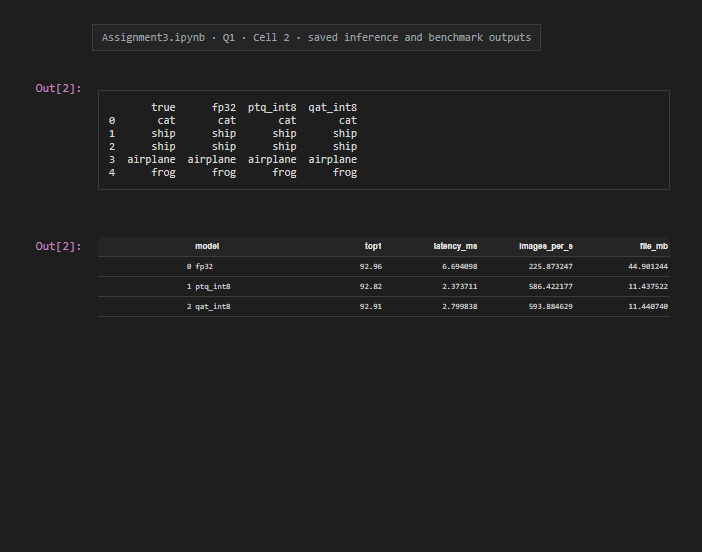 Assignment3.ipynb · Q1 · Cell 2 · saved inference and benchmark outputs
Out[2]:
true fp32 ptq_int8 qat_int8
0 cat cat cat cat
1 ship ship ship ship
2 ship ship ship ship
3 airplane airplane airplane airplane
4 frog frog frog frog
Out[2]:
model top1 latency_ms images_per_s file_mb
0 fp32 92.96 6.694098 225.873247 44.901244
1 ptq_int8 92.82 2.373711 586.422177 11.437522
2 qat_int8 92.91 2.799838 593.884629 11.440740